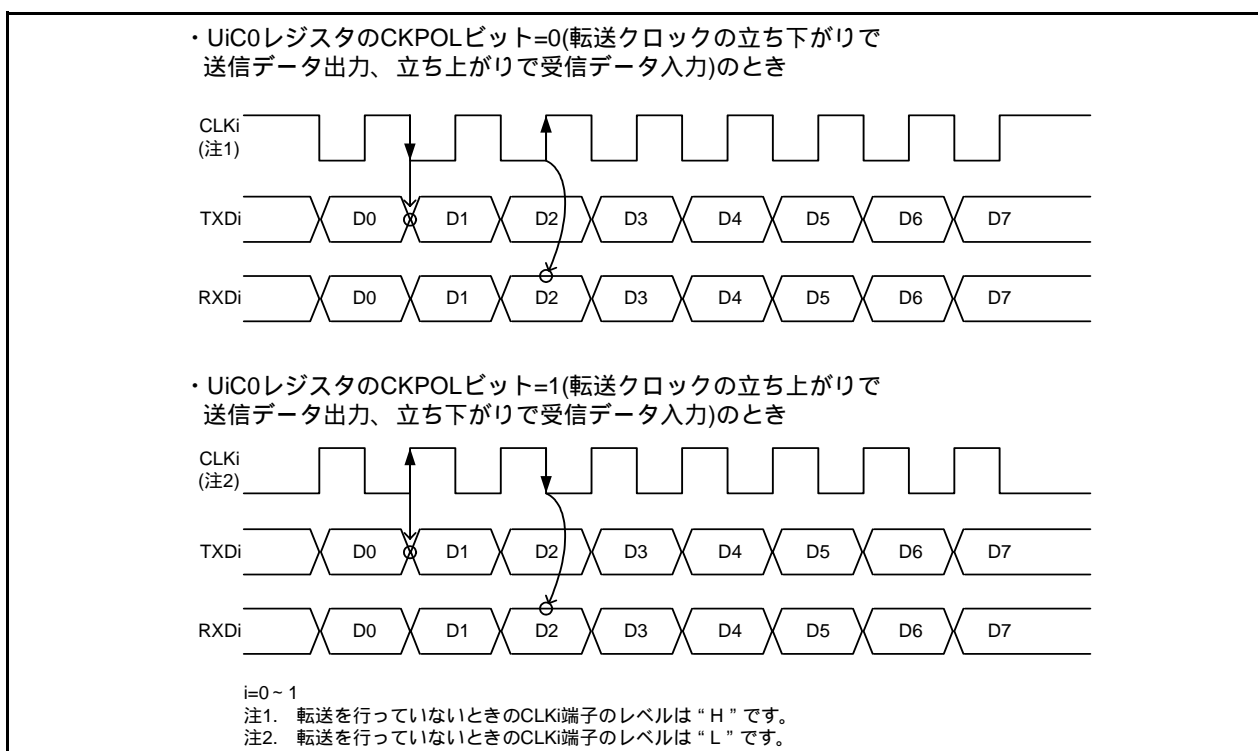 ・UiC0レジスタのCKPOLビット=0(転送クロックの立ち下がりで
送信データ出力、立ち上がりで受信データ入力)のとき
CLKi
(注1)
TXDi D0 D1 D2 D3 D4 D5 D6 D7
RXDi D0 D1 D2 D3 D4 D5 D6 D7
・UiC0レジスタのCKPOLビット=1(転送クロックの立ち上がりで
送信データ出力、立ち下がりで受信データ入力)のとき
CLKi
(注2)
TXDi D0 D1 D2 D3 D4 D5 D6 D7
RXDi D0 D1 D2 D3 D4 D5 D6 D7
i=0~1
注1. 転送を行っていないときのCLKi端子のレベルは“H”です。
注2. 転送を行っていないときのCLKi端子のレベルは“L”です。